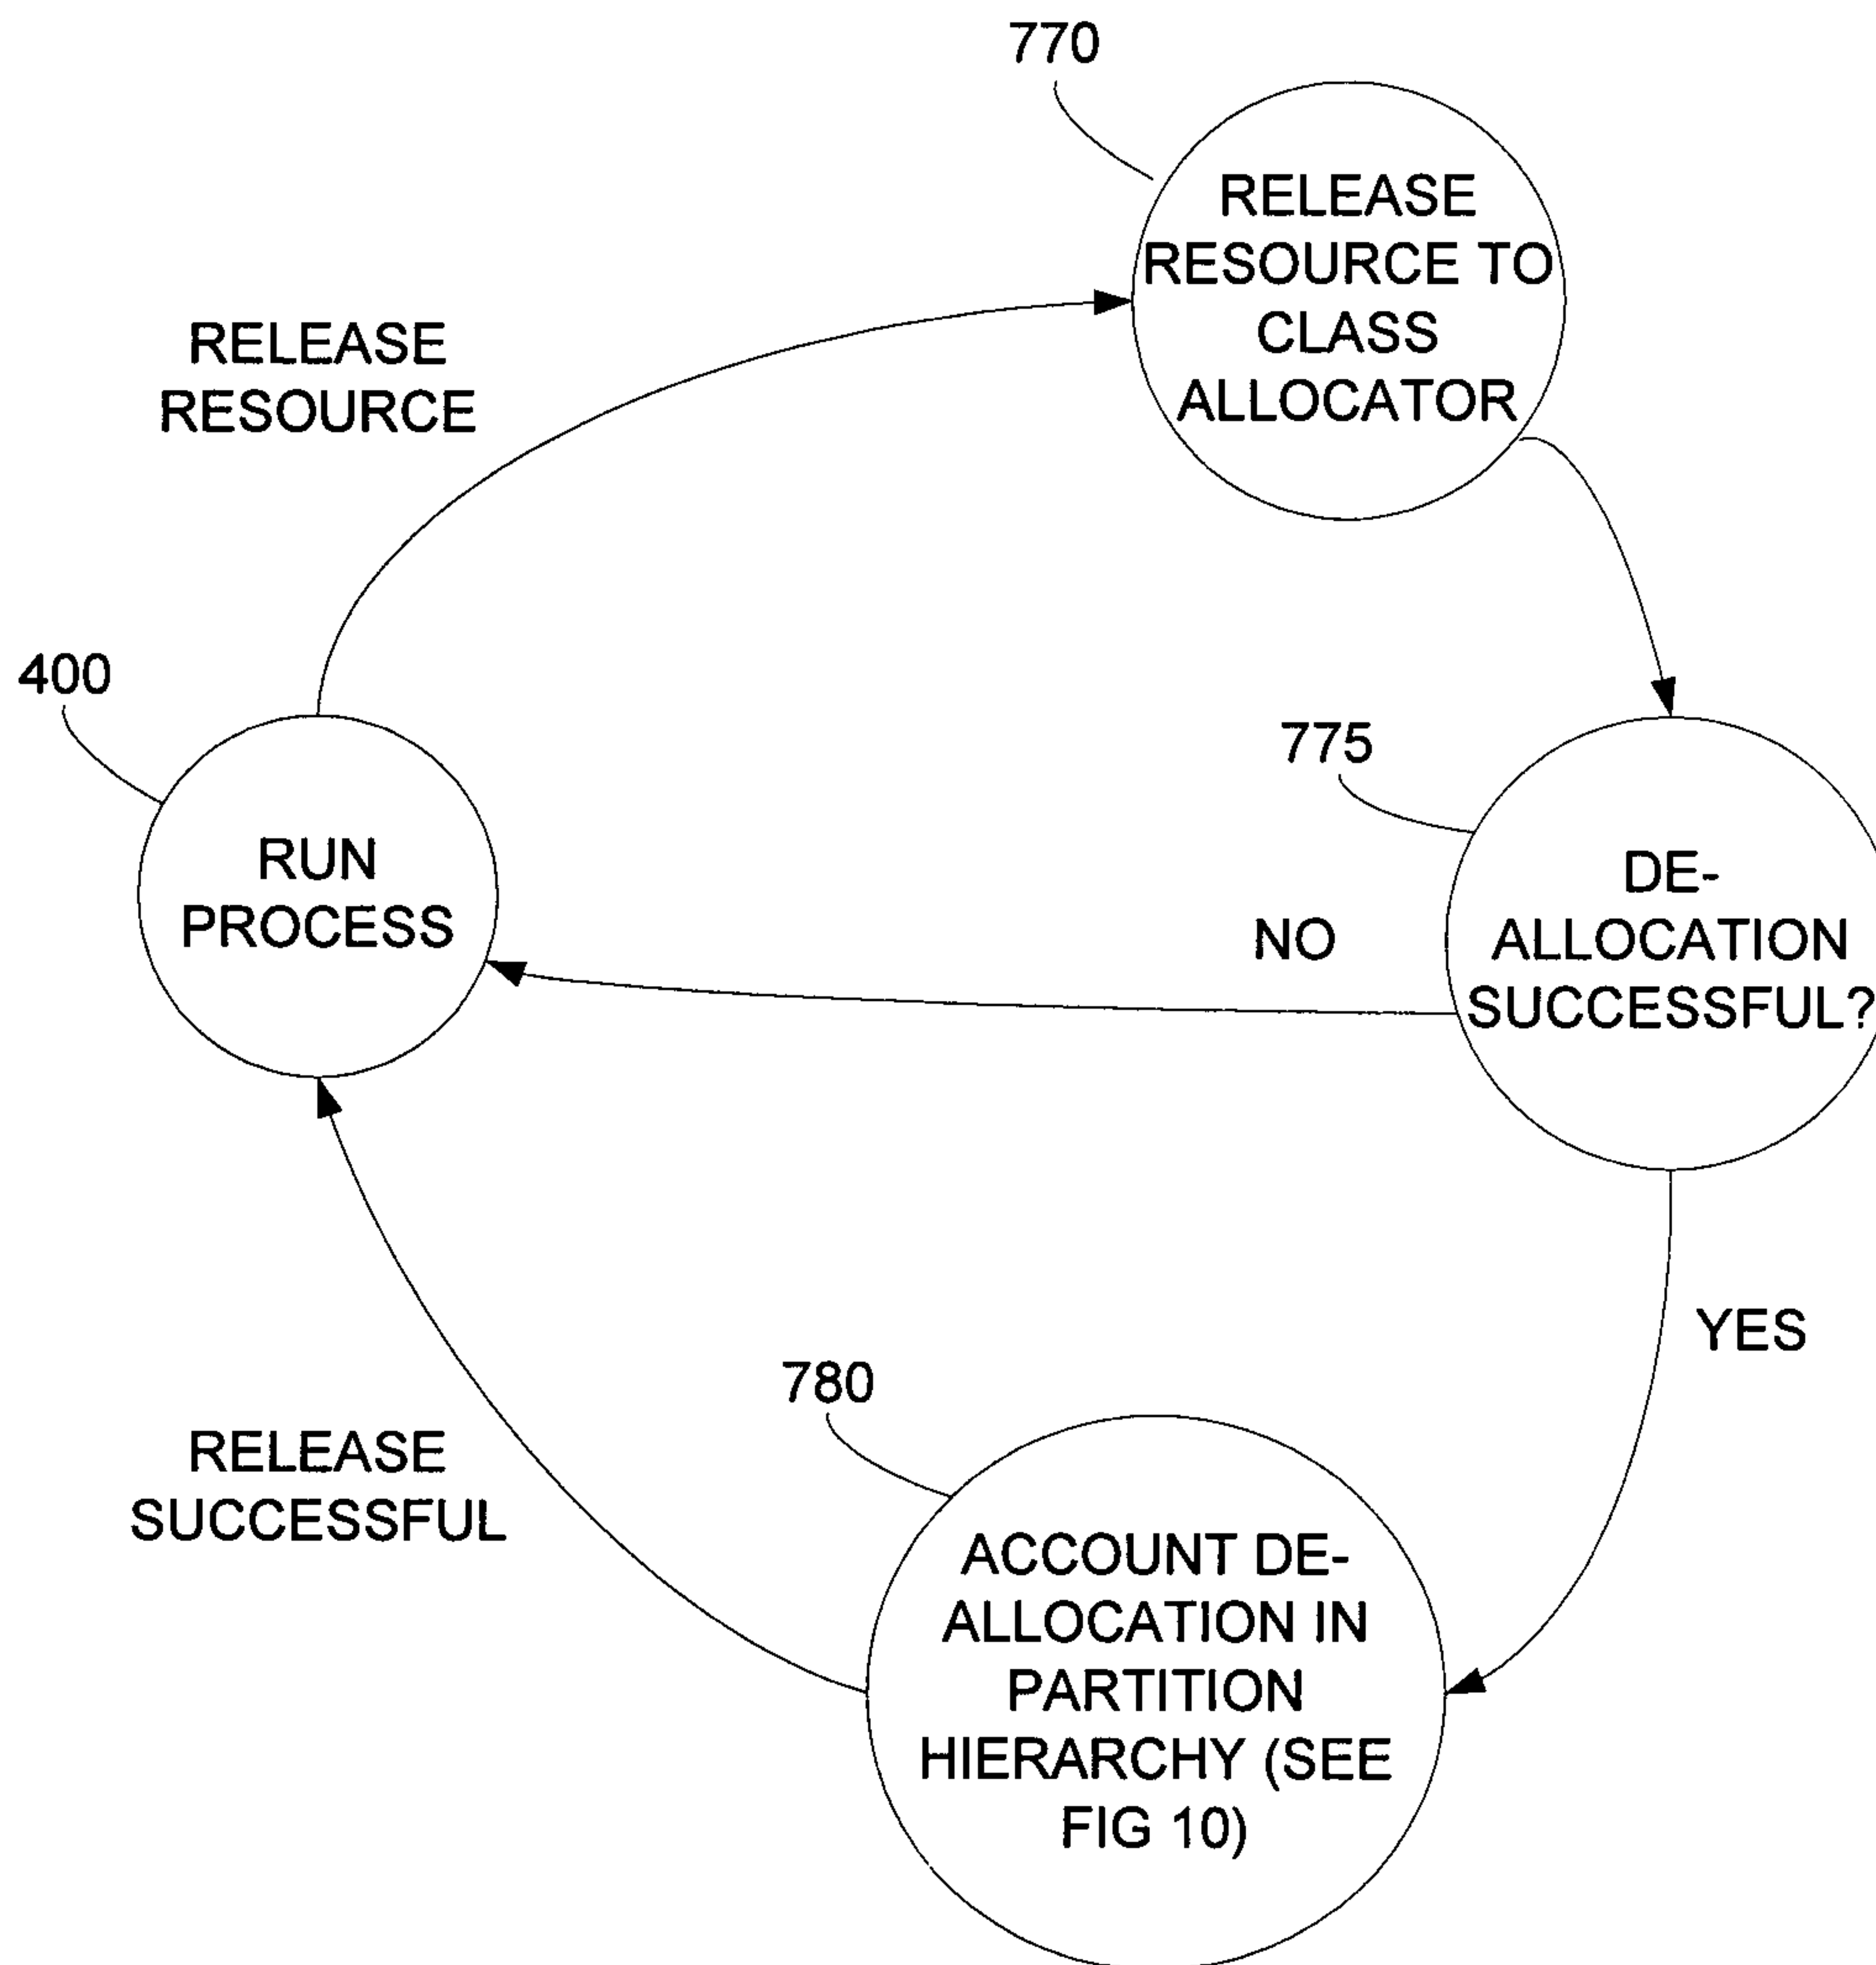 770
RELEASE
RESOURCE TO
CLASS
ALLOCATOR
RELEASE
RESOURCE
400
RUN
PROCESS
775
DE-
ALLOCATION
SUCCESSFUL?
NO
YES
780
ACCOUNT DE-
ALLOCATION IN
PARTITION
HIERARCHY (SEE
FIG 10)
RELEASE
SUCCESSFUL